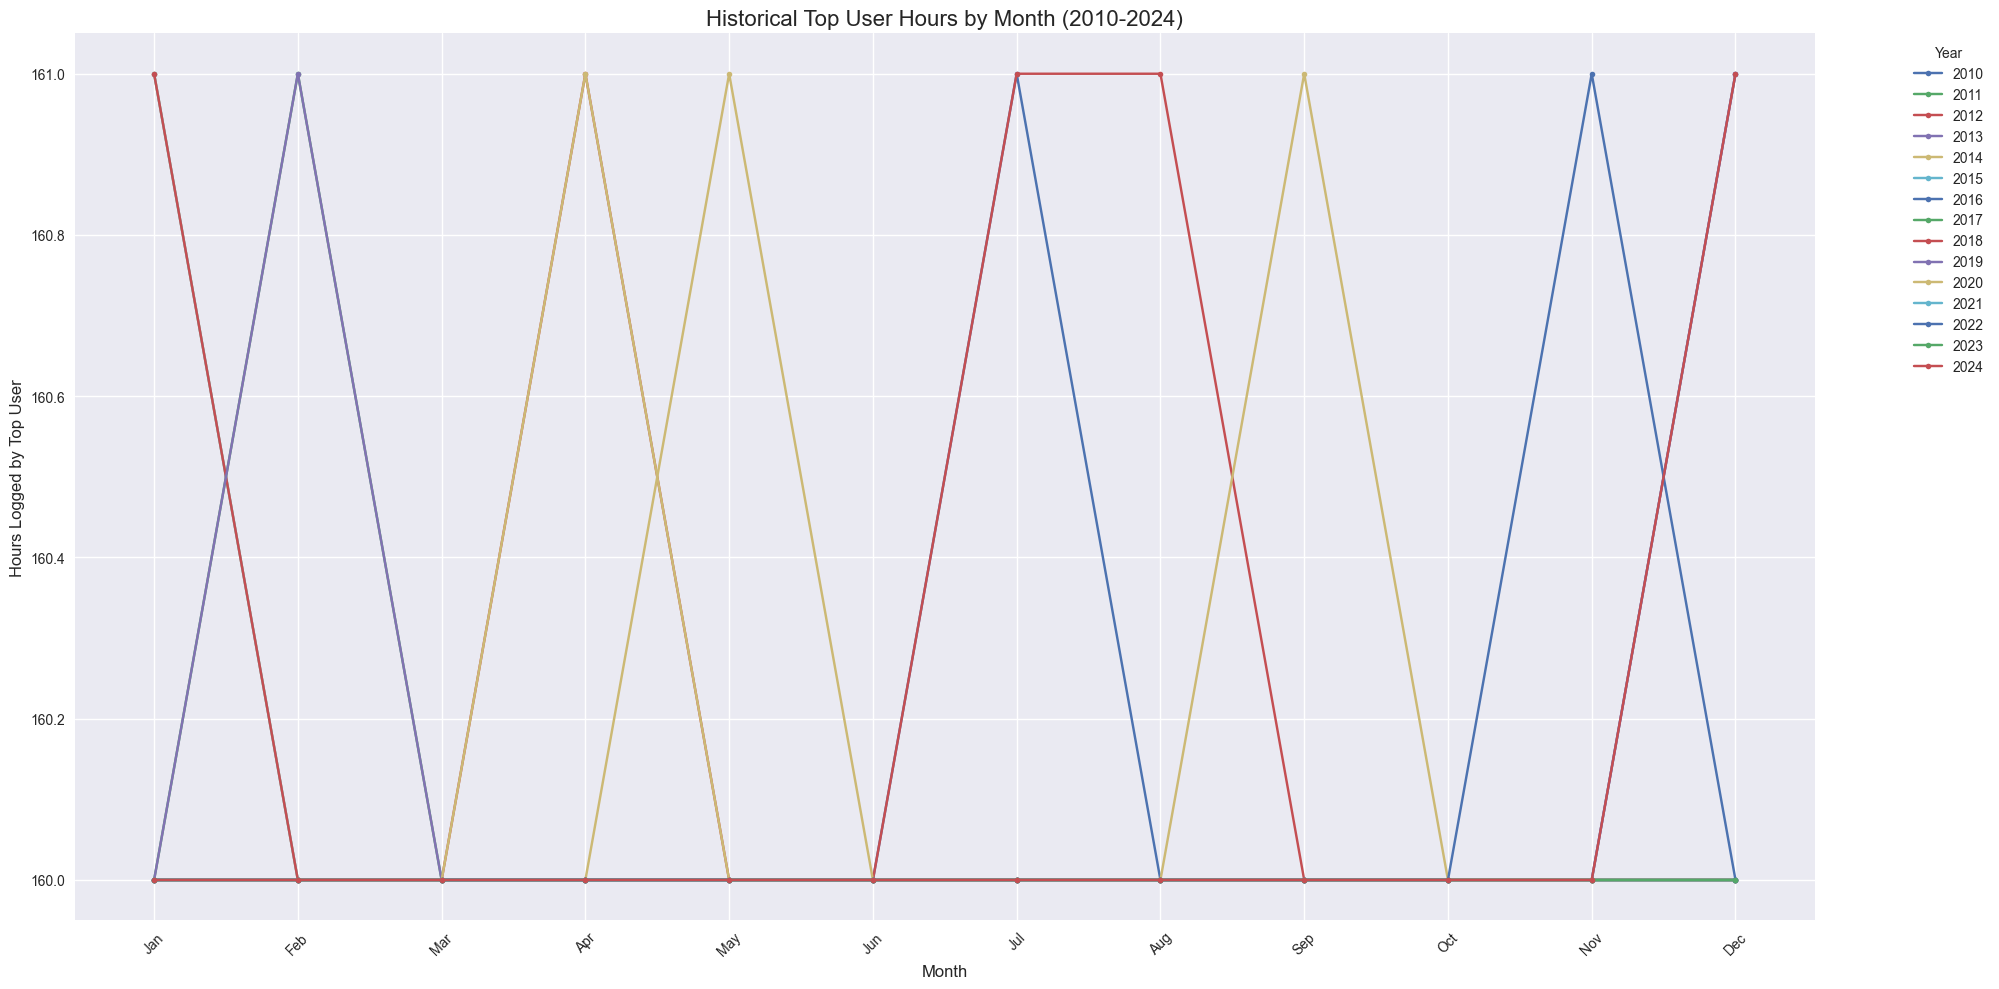 Historical Top User Hours by Month (2010-2024)
Hours Logged by Top User
161.0
160.8
160.6
160.4
160.2
160.0
Jan
Feb
Mar
Apr
May
Jun
Jul
Aug
Sep
Oct
Nov
Dec
Month
Year
2010
2011
2012
2013
2014
2015
2016
2017
2018
2019
2020
2021
2022
2023
2024